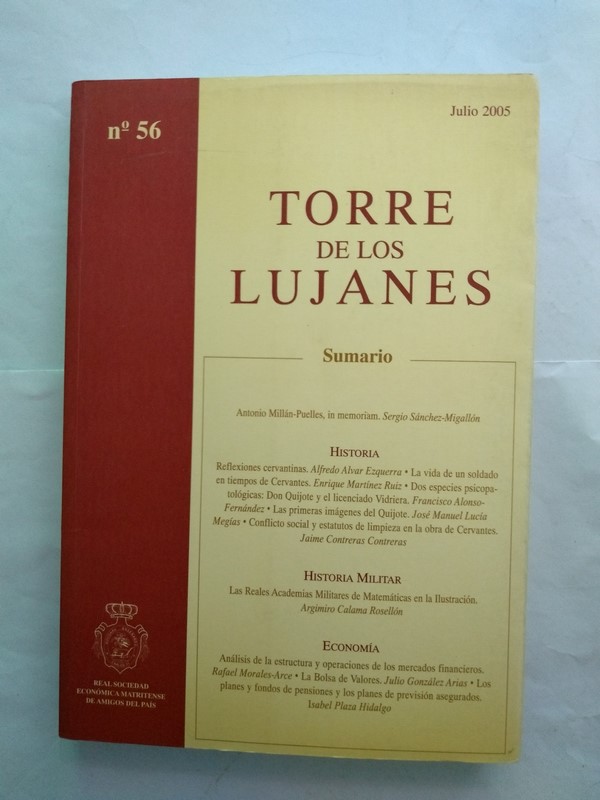 nº 56
Julio 2005
TORRE
DE LOS
LUJANES
Sumario
Antonio Millán-Puelles, in memoriam. Sergio Sánchez-Migallón
HISTORIA
Reflexiones cervantinas. Alfredo Alvar Ezquerra • La vida de un soldado
en tiempos de Cervantes. Enrique Martínez Ruiz • Dos especies psicopa-
tológicas: Don Quijote y el licenciado Vidriera. Francisco Alonso-
Fernández • Las primeras imágenes del Quijote. José Manuel Lucía
Megías • Conflicto social y estatutos de limpieza en la obra de Cervantes.
Jaime Contreras Contreras
HISTORIA MILITAR
Las Reales Academias Militares de Matemáticas en la Ilustración.
Argimiro Calama Rosellón
ECONOMÍA
Análisis de la estructura y operaciones de los mercados financieros.
Rafael Morales-Arce • La Bolsa de Valores. Julio González Arias • Los
planes y fondos de pensiones y los planes de previsión asegurados.
Isabel Plaza Hidalgo
REAL SOCIEDAD
ECONÓMICA MATRITENSE
DE AMIGOS DEL PAÍS